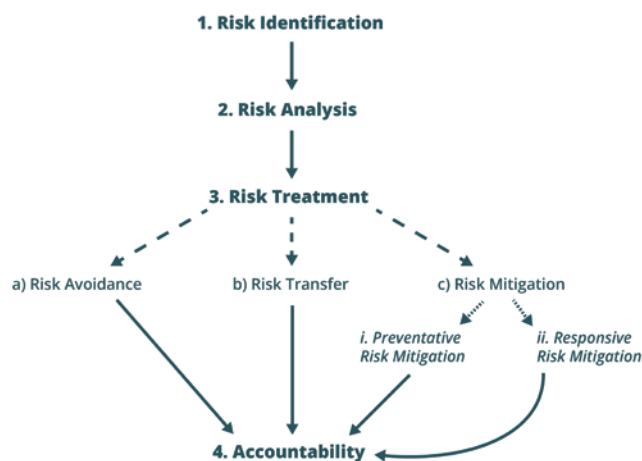 1. Risk Identification
2. Risk Analysis
3. Risk Treatment
a) Risk Avoidance
b) Risk Transfer
c) Risk Mitigation
i. Preventative
Risk Mitigation
ii. Responsive
Risk Mitigation
4. Accountability